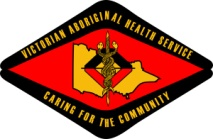 VICTORIAN ABORIGINAL HEALTH SERVICE
CARING FOR THE COMMUNITY